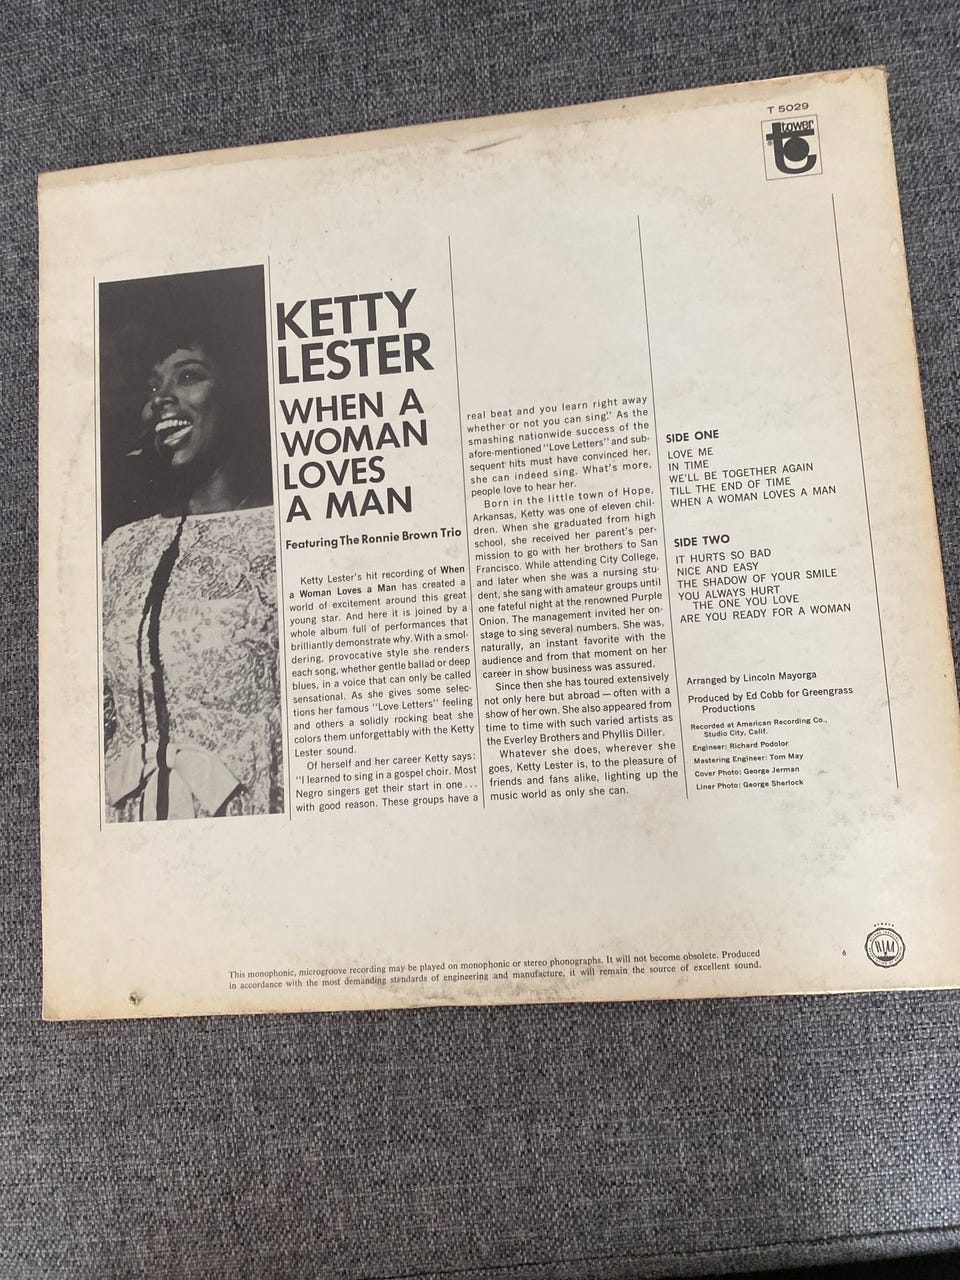 T 5029
tower
KETTY
LESTER
WHEN A
WOMAN
LOVES
A MAN
Featuring The Ronnie Brown Trio
Ketty Lester's hit recording of When
a Woman Loves a Man has created a
world of excitement around this great
young star. And here it is joined by a
whole album full of performances that
brilliantly demonstrate why. With a smol-
dering, provocative style she renders
each song, whether gentle ballad or deep
blues, in a voice that can only be called
sensational. As she gives some selec-
tions her famous "Love Letters" feeling
and others a solidly rocking beat she
colors them unforgettably with the Ketty
Lester sound.
Of herself and her career Ketty says:
"I learned to sing in a gospel choir. Most
Negro singers get their start in one...
with good reason. These groups have a
real beat and you learn right away
whether or not you can sing." As the
smashing nationwide success of the
afore-mentioned "Love Letters" and sub-
sequent hits must have convinced her,
she can indeed sing. What's more,
people love to hear her.
Born in the little town of Hope,
Arkansas, Ketty was one of eleven chil-
dren. When she graduated from high
school, she received her parent's per-
mission to go with her brothers to San
Francisco. While attending City College,
and later when she was a nursing stu-
dent, she sang with amateur groups until
one fateful night at the renowned Purple
Onion. The management invited her on-
stage to sing several numbers. She was,
naturally, an instant favorite with the
audience and from that moment on her
career in show business was assured.
Since then she has toured extensively
not only here but abroad — often with a
show of her own. She also appeared from
time to time with such varied artists as
the Everley Brothers and Phyllis Diller.
Whatever she does, wherever she
goes, Ketty Lester is, to the pleasure of
friends and fans alike, lighting up the
music world as only she can.
SIDE ONE
LOVE ME
IN TIME
WE'LL BE TOGETHER AGAIN
TILL THE END OF TIME
WHEN A WOMAN LOVES A MAN
SIDE TWO
IT HURTS SO BAD
NICE AND EASY
THE SHADOW OF YOUR SMILE
YOU ALWAYS HURT
THE ONE YOU LOVE
ARE YOU READY FOR A WOMAN
Arranged by Lincoln Mayorga
Produced by Ed Cobb for Greengrass
Productions
Recorded at American Recording Co.,
Studio City, Calif.
Engineer: Richard Podolor
Mastering Engineer: Tom May
Cover Photo: George Jerman
Liner Photo: George Sherlock
This monophonic, microgroove recording may be played on monophonic or stereo phonographs. It will not become obsolete. Produced
in accordance with the most demanding standards of engineering and manufacture, it will remain the source of excellent sound.
6
RIAA